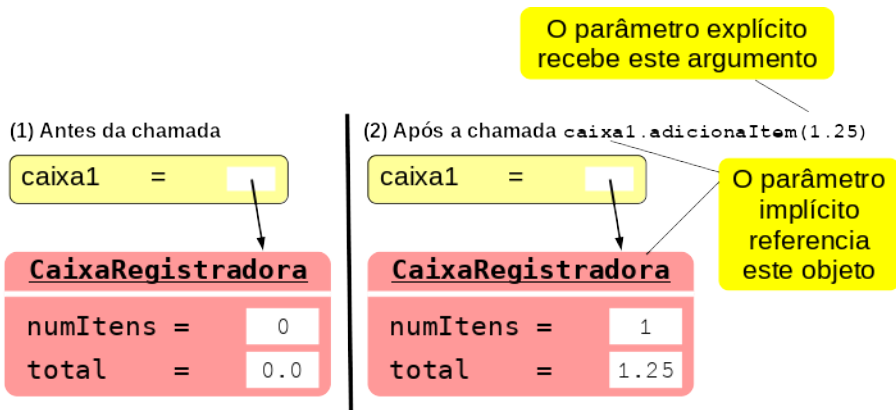 O parâmetro explícito
recebe este argumento
(1) Antes da chamada
caixa1 =
CaixaRegistradora
numItens = 0
total = 0.0
(2) Após a chamada caixa1.adicionaItem(1.25)
caixa1 =
CaixaRegistradora
numItens = 1
total = 1.25
O parâmetro
implícito
referencia
este objeto